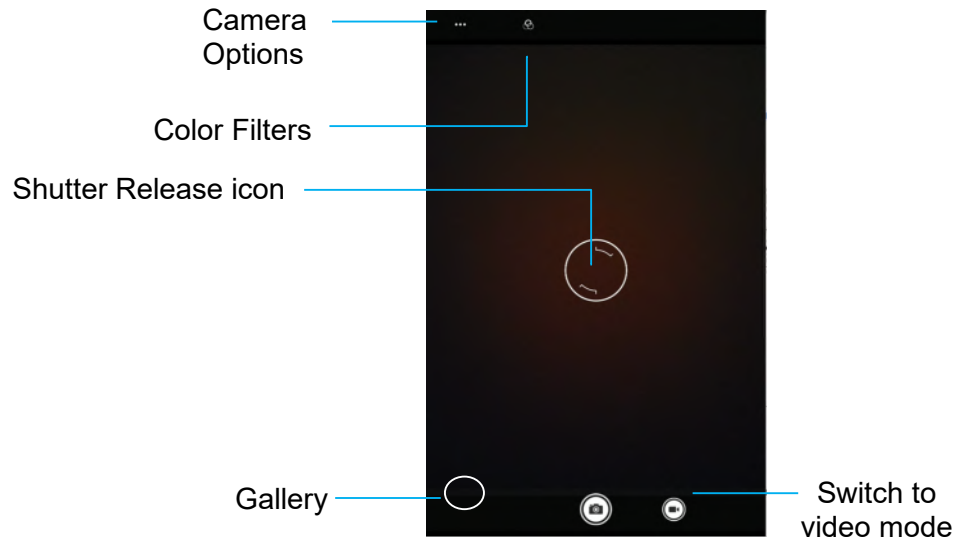 Camera
Options
Color Filters
Shutter Release icon
Gallery
Switch to
video mode